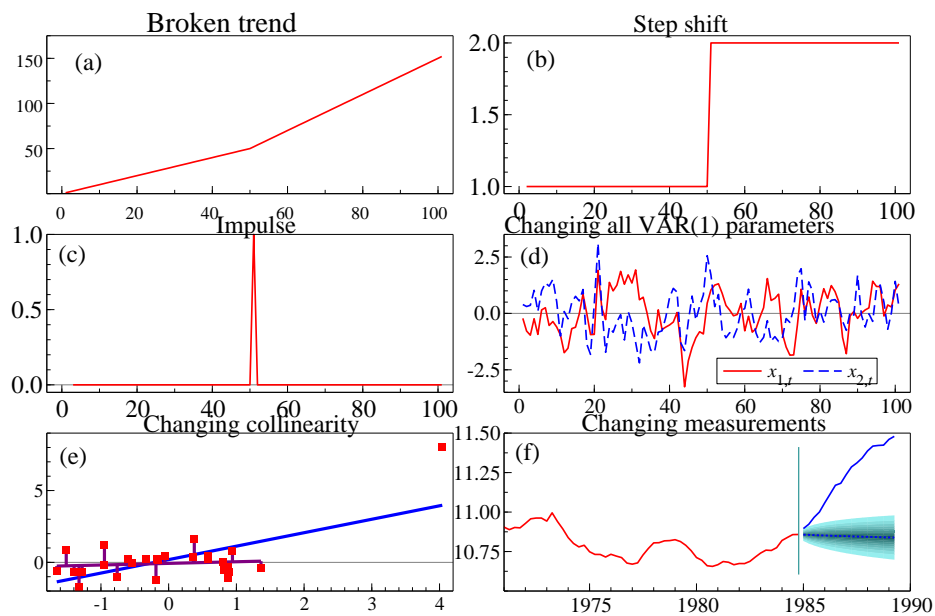 Broken trend
Step shift
(a)
150
100
50
0 20 40 60 80 100
(b)
2.0
1.5
1.0
0 20 40 60 80 100
Impulse
Changing all VAR(1) parameters
(c)
1.0
0.5
0.0
0 20 40 60 80 100
(d)
2.5
0.0
-2.5
x1,t x2,t
0 20 40 60 80 100
Changing collinearity
Changing measurements
(e)
5
0
-1 0 1 2 3 4
(f)
11.50
11.25
11.00
10.75
1975 1980 1985 1990